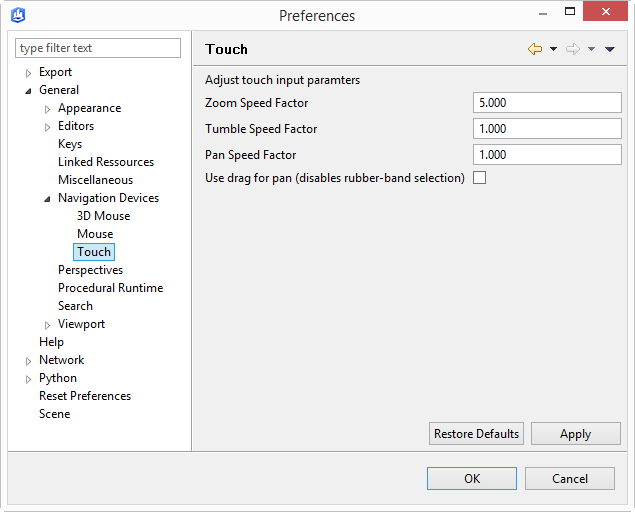 Preferences
type filter text
Export
General
Appearance
Editors
Keys
Linked Ressources
Miscellaneous
Navigation Devices
3D Mouse
Mouse
Touch
Perspectives
Procedural Runtime
Search
Viewport
Help
Network
Python
Reset Preferences
Scene
Touch
Adjust touch input paramters
Zoom Speed Factor 5.000
Tumble Speed Factor 1.000
Pan Speed Factor 1.000
Use drag for pan (disables rubber-band selection)
Restore Defaults Apply
OK Cancel